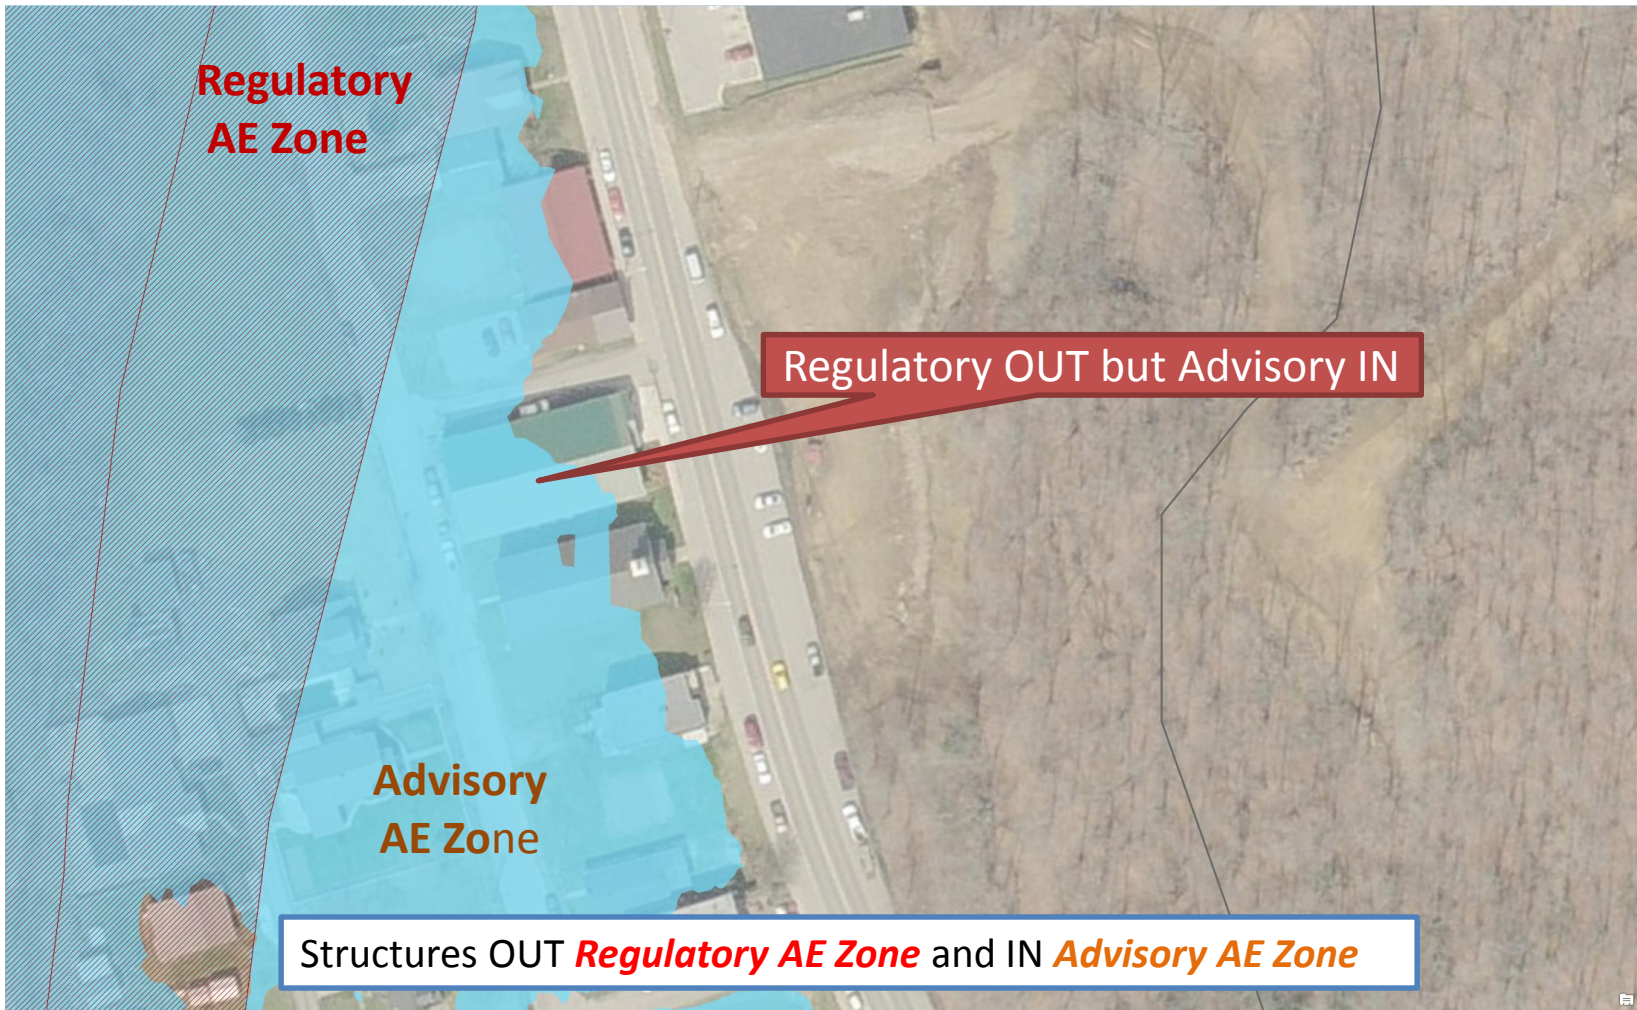 Regulatory
AE Zone
Regulatory OUT but Advisory IN
Advisory
AE Zone
Structures OUT Regulatory AE Zone and IN Advisory AE Zone